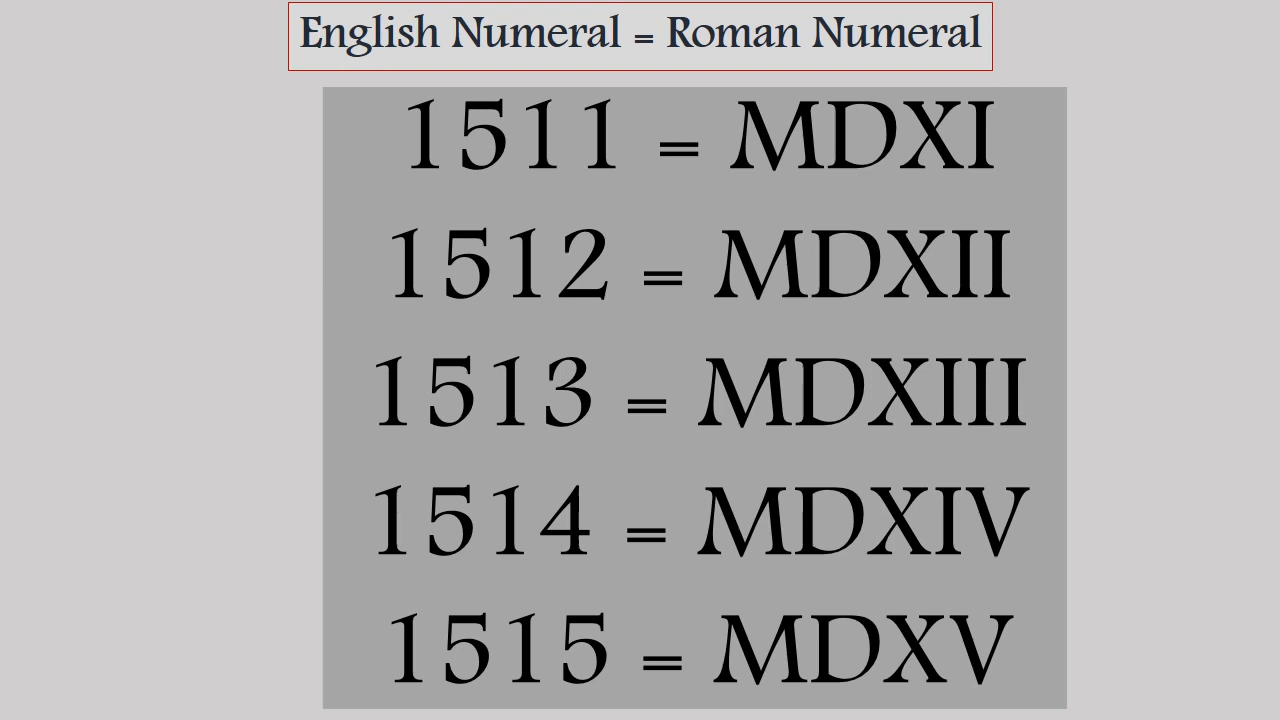 English Numeral = Roman Numeral
1511 = MDXI
1512 = MDXII
1513 = MDXIII
1514 = MDXIV
1515 = MDXV